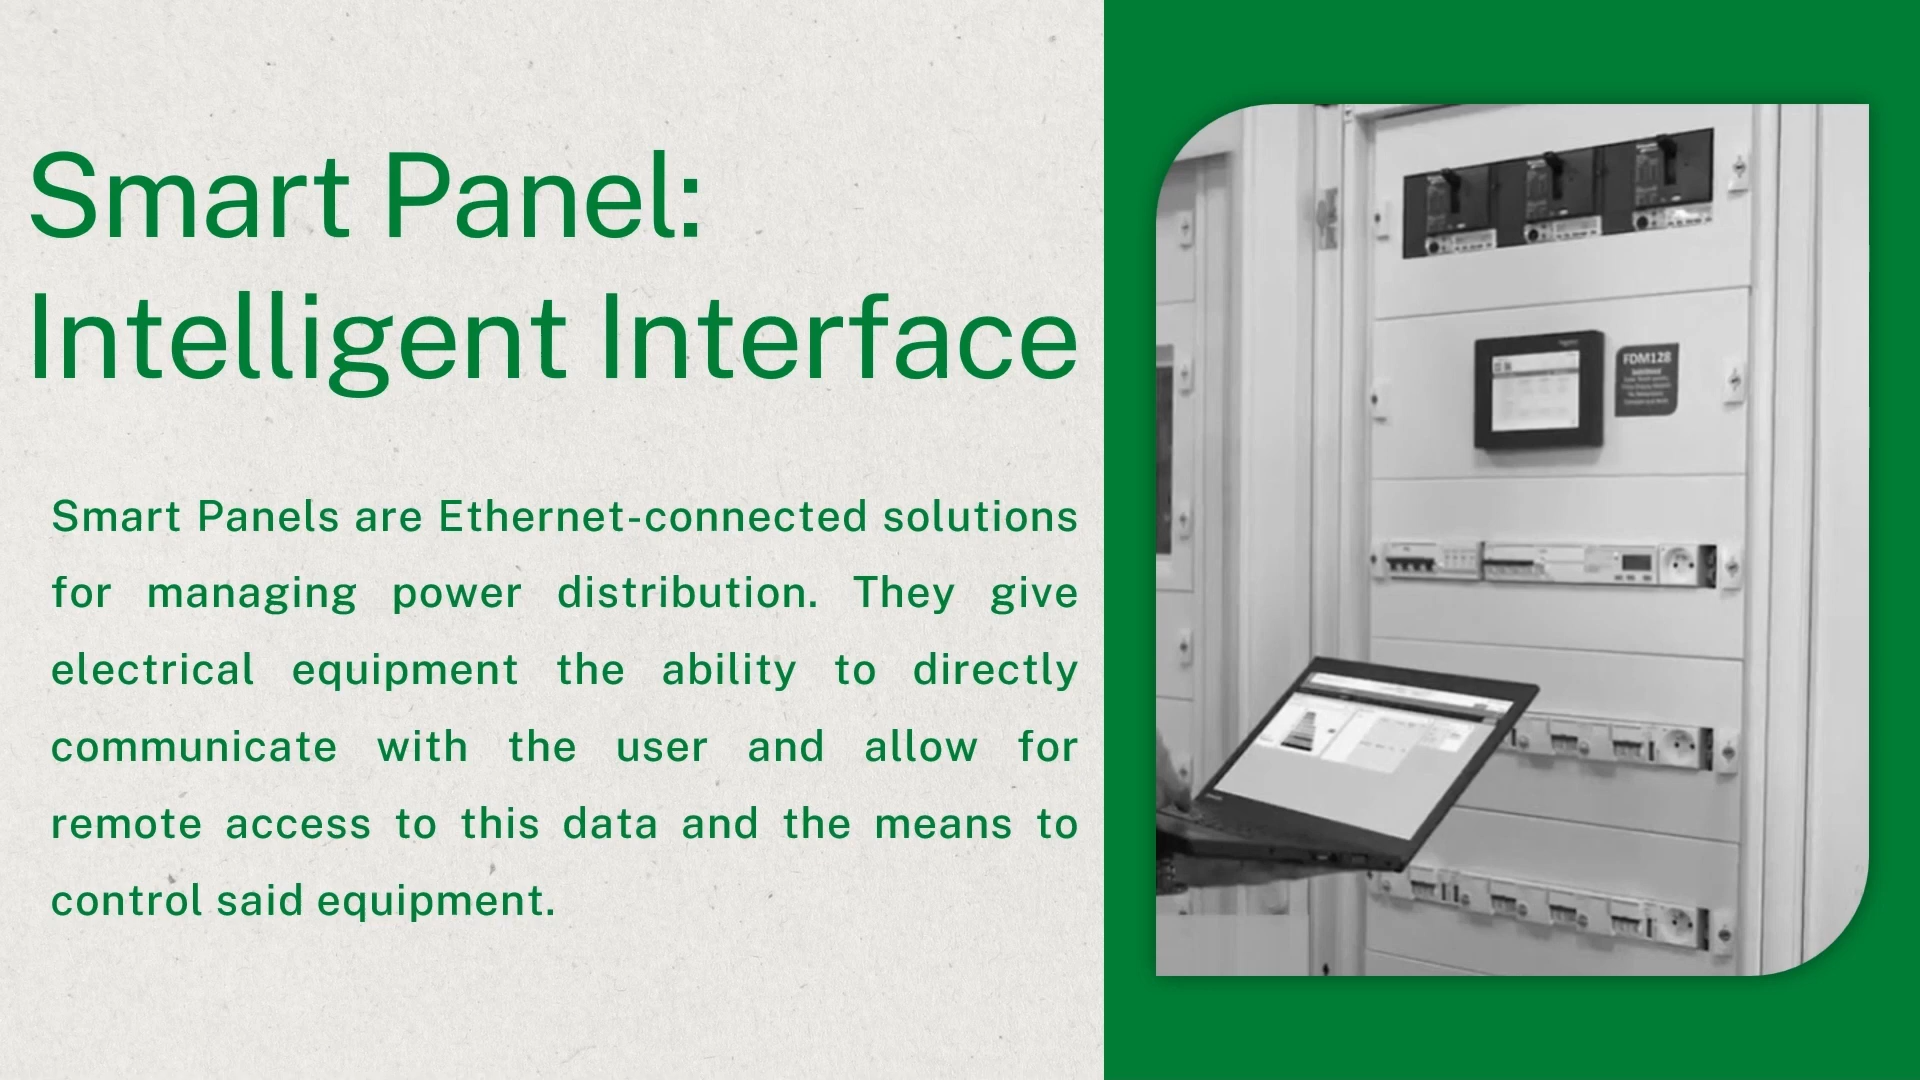 Smart Panel:
Intelligent Interface
Smart Panels are Ethernet-connected solutions
for managing power distribution. They give
electrical equipment the ability to directly
communicate with the user and allow for
remote access to this data and the means to
control said equipment.
FDM128